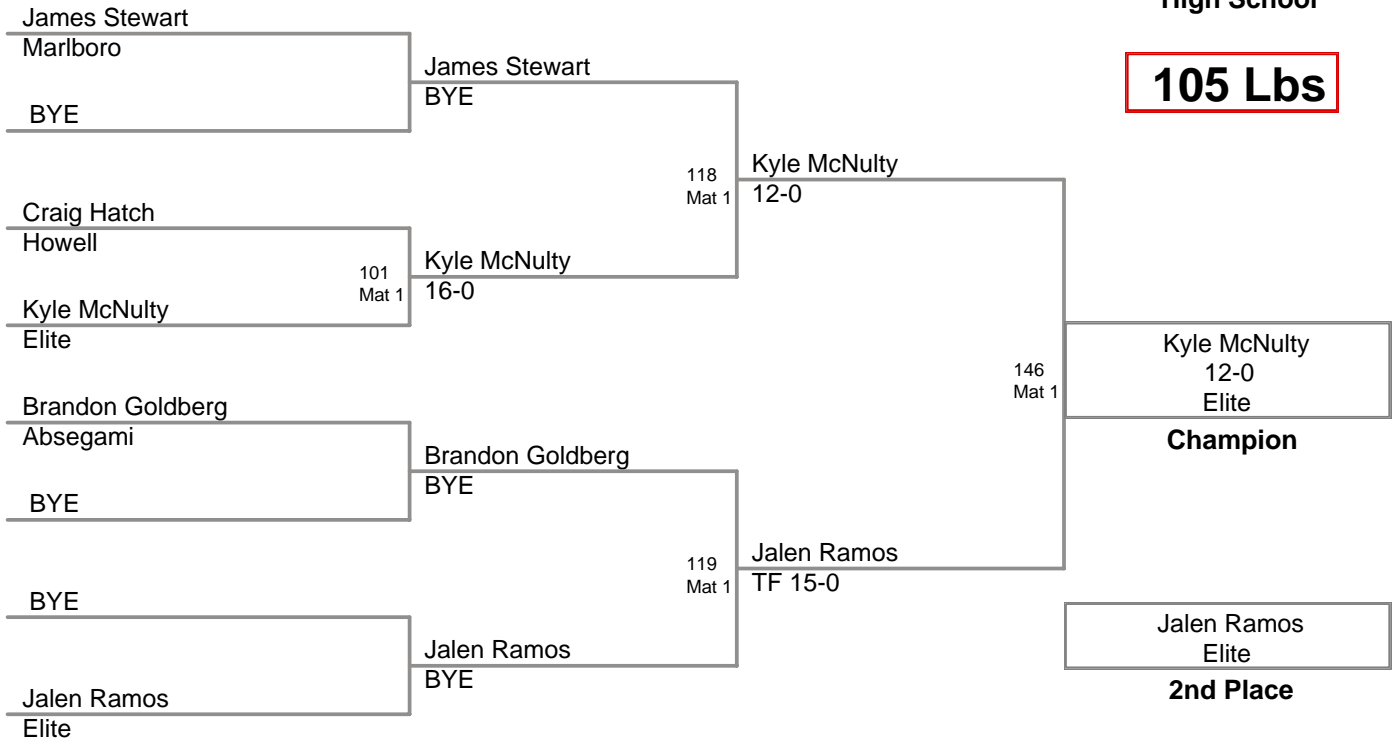 High School
105 Lbs
James Stewart
Marlboro
BYE
Craig Hatch
Howell
Kyle McNulty
Elite
Brandon Goldberg
Absegami
BYE
BYE
Jalen Ramos
Elite
101
Mat 1
James Stewart
BYE
Kyle McNulty
16-0
Brandon Goldberg
BYE
Jalen Ramos
BYE
118
Mat 1
119
Mat 1
Kyle McNulty
12-0
Jalen Ramos
TF 15-0
146
Mat 1
Kyle McNulty
12-0
Elite
Champion
Jalen Ramos
Elite
2nd Place